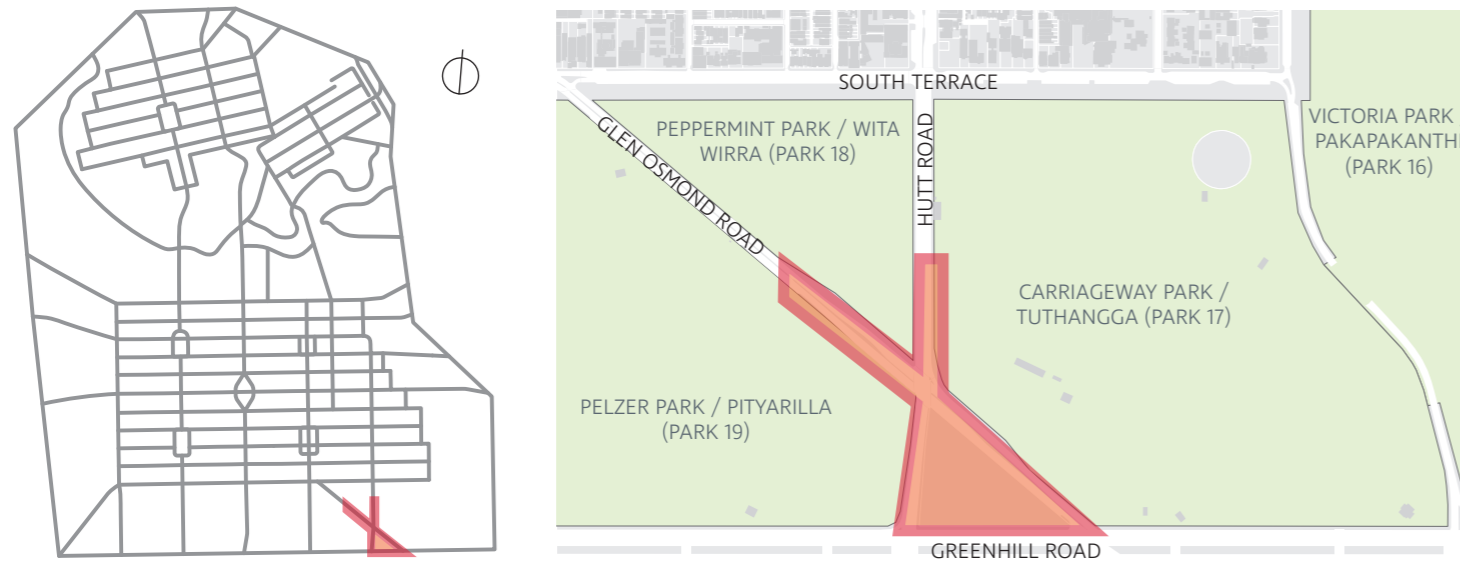 SOUTH TERRACE
GLEN OSMOND ROAD
PEPPERMINT PARK / WITA
WIRRA (PARK 18)
HUTT ROAD
VICTORIA PARK
PAKAPAKANTHI
(PARK 16)
CARRIAGEWAY PARK /
TUTHANGGA (PARK 17)
PELZER PARK / PITYARILLA
(PARK 19)
GREENHILL ROAD